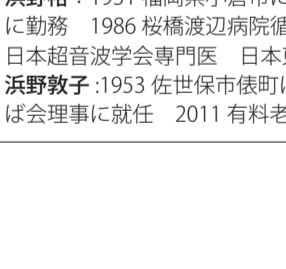 に勤務　1986 桜橋渡辺病院循
日本超音波学会専門医　日本
浜野敦子 :1953 佐世保市俵町
ば会理事に就任　2011 有料老